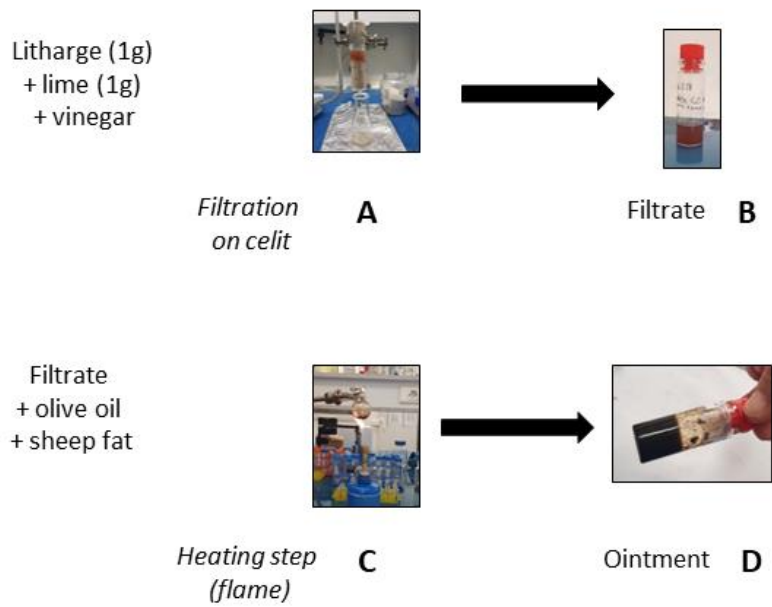 Litharge (1g)
+ lime (1g)
+ vinegar
Filtration
on celit
A
Filtrate
B
Filtrate
+ olive oil
+ sheep fat
Heating step
(flame)
C
Ointment
D